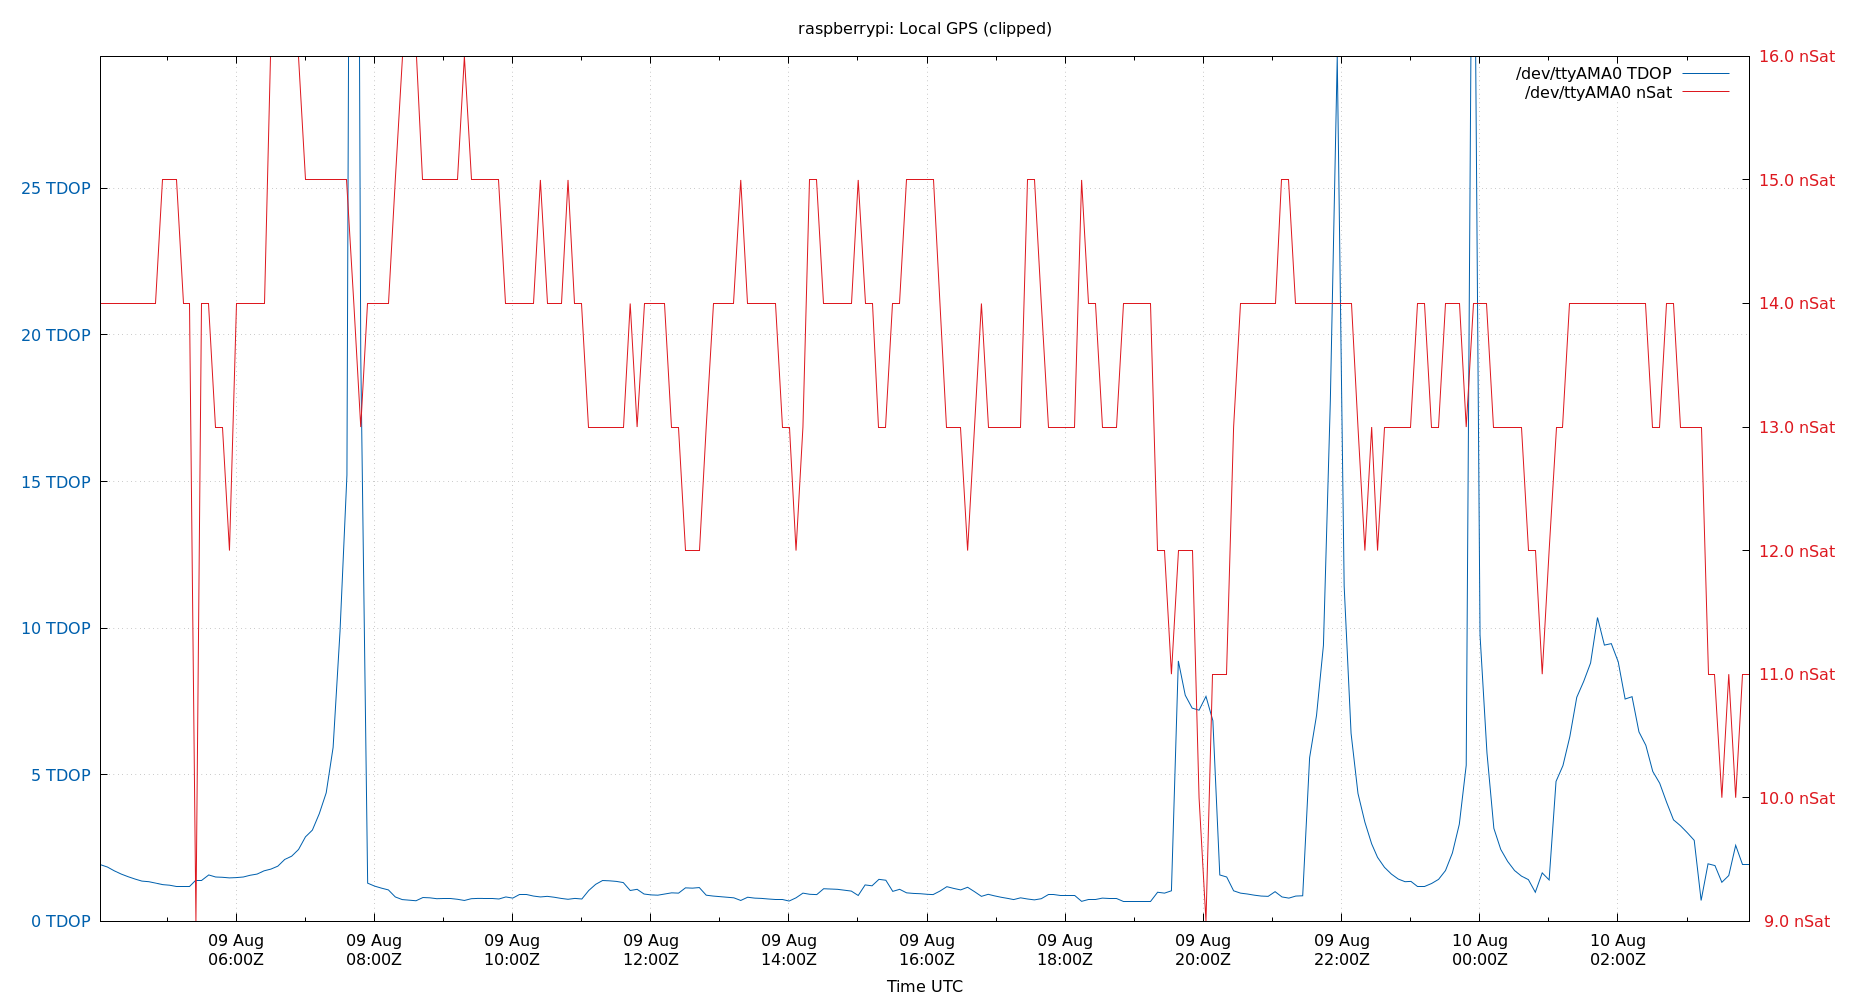 raspberrypi: Local GPS (clipped)
/dev/ttyAMA0 TDOP
/dev/ttyAMA0 nSat
25 TDOP
20 TDOP
15 TDOP
10 TDOP
5 TDOP
0 TDOP
16.0 nSat
15.0 nSat
14.0 nSat
13.0 nSat
12.0 nSat
11.0 nSat
10.0 nSat
9.0 nSat
09 Aug 09 Aug 09 Aug 09 Aug 09 Aug 09 Aug 09 Aug 09 Aug 09 Aug 10 Aug 10 Aug
06:00Z 08:00Z 10:00Z 12:00Z 14:00Z 16:00Z 18:00Z 20:00Z 22:00Z 00:00Z 02:00Z
Time UTC